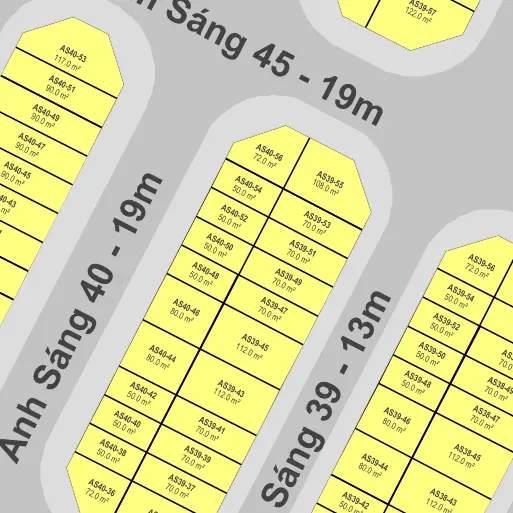 AS39-57
122.0 m²
h Sáng 45 - 19m
AS40-53
117.0 m²
AS40-51
90.0 m²
AS40-49
90.0 m²
AS40-47
90.0 m²
AS40-45
90.0 m²
Anh Sáng 40 - 19m
AS40-56
72.0 m²
AS40-54
50.0 m²
AS40-52
50.0 m²
AS40-50
50.0 m²
AS40-48
50.0 m²
AS40-46
80.0 m²
AS40-44
80.0 m²
AS40-42
50.0 m²
AS40-40
50.0 m²
AS40-38
50.0 m²
AS40-36
72.0 m²
AS39-55
108.0 m²
AS39-53
70.0 m²
AS39-51
70.0 m²
AS39-49
70.0 m²
AS39-47
70.0 m²
AS39-45
112.0 m²
AS39-43
112.0 m²
AS39-41
70.0 m²
AS39-39
70.0 m²
AS39-37
70.0 m²
Sáng 39 - 13m
AS39-56
72.0 m²
AS39-54
50.0 m²
AS39-52
50.0 m²
AS39-50
50.0 m²
AS39-48
50.0 m²
AS39-46
80.0 m²
AS39-44
80.0 m²
AS39-42
50.0 m²
AS38-47
70.0 m²
AS38-45
112.0 m²
AS38-43
112.0 m²